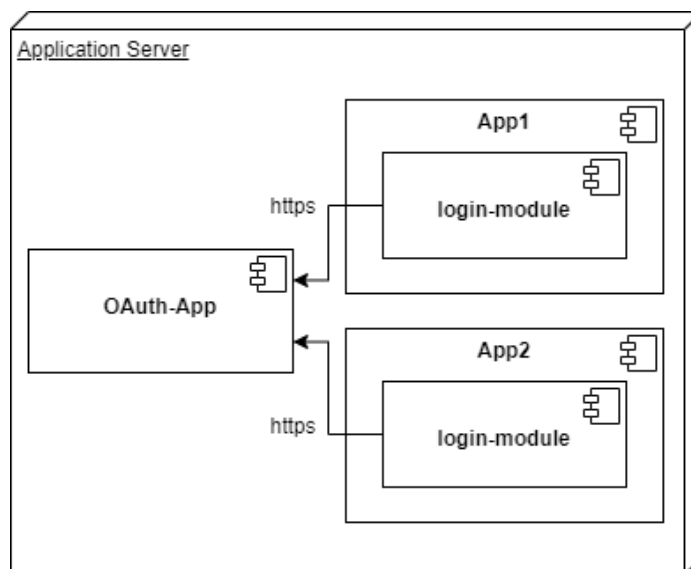 Application Server
App1
login-module
https
OAuth-App
App2
login-module
https